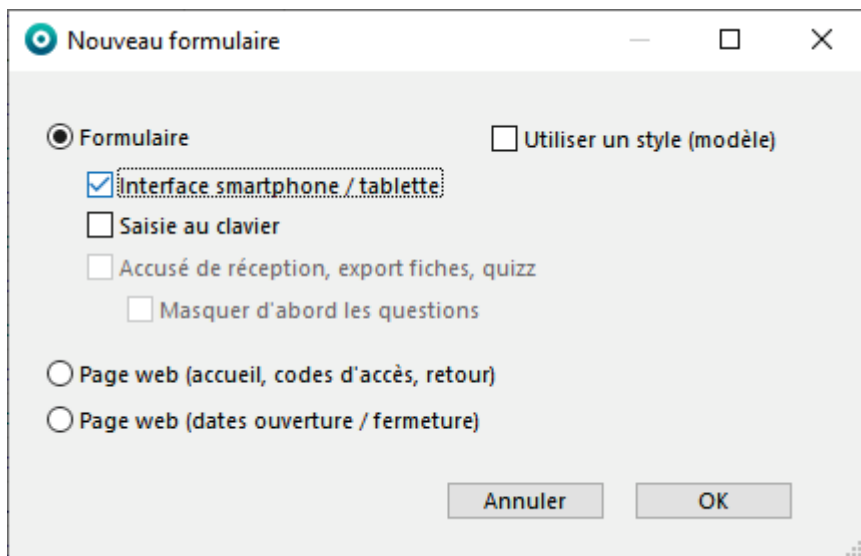 Nouveau formulaire
Formulaire
Utiliser un style (modèle)
Interface smartphone / tablette
Saisie au clavier
Accusé de réception, export fiches, quizz
Masquer d'abord les questions
Page web (accueil, codes d'accès, retour)
Page web (dates ouverture / fermeture)
Annuler
OK